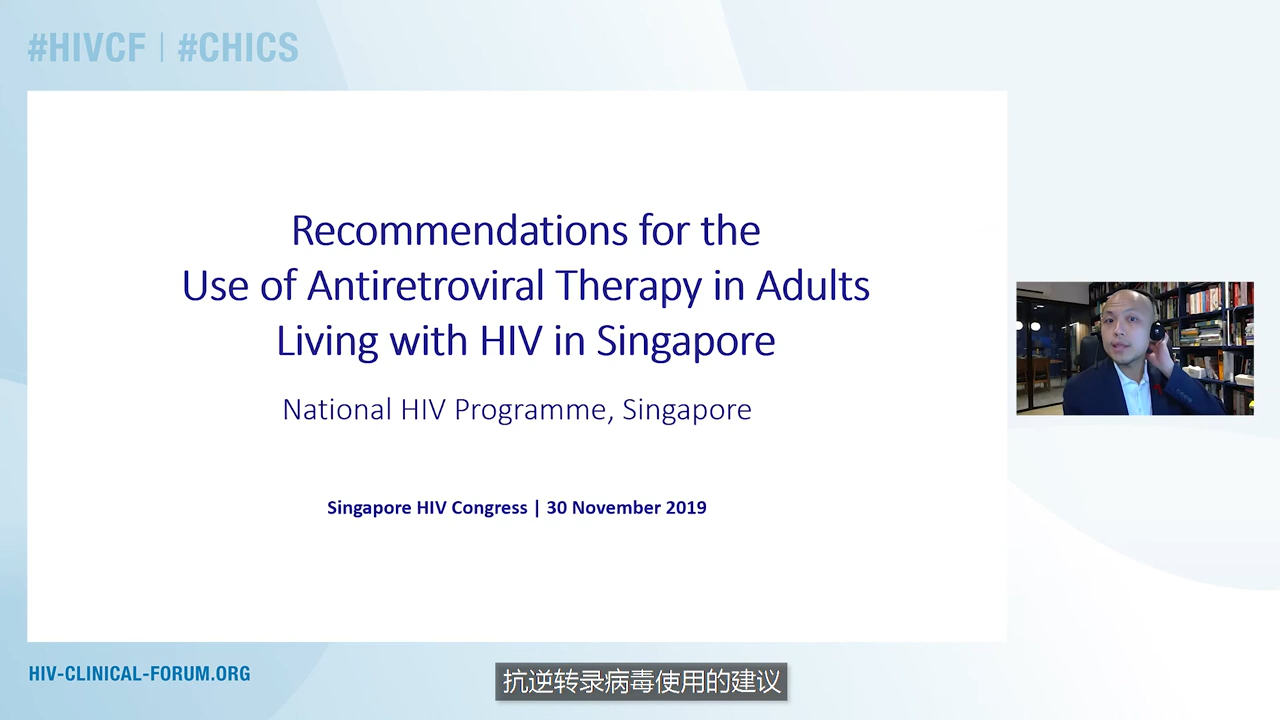 #HIVCF | #CHICS
Recommendations for the
Use of Antiretroviral Therapy in Adults
Living with HIV in Singapore
National HIV Programme, Singapore
Singapore HIV Congress | 30 November 2019
HIV-CLINICAL-FORUM.ORG
抗逆转录病毒使用的建议